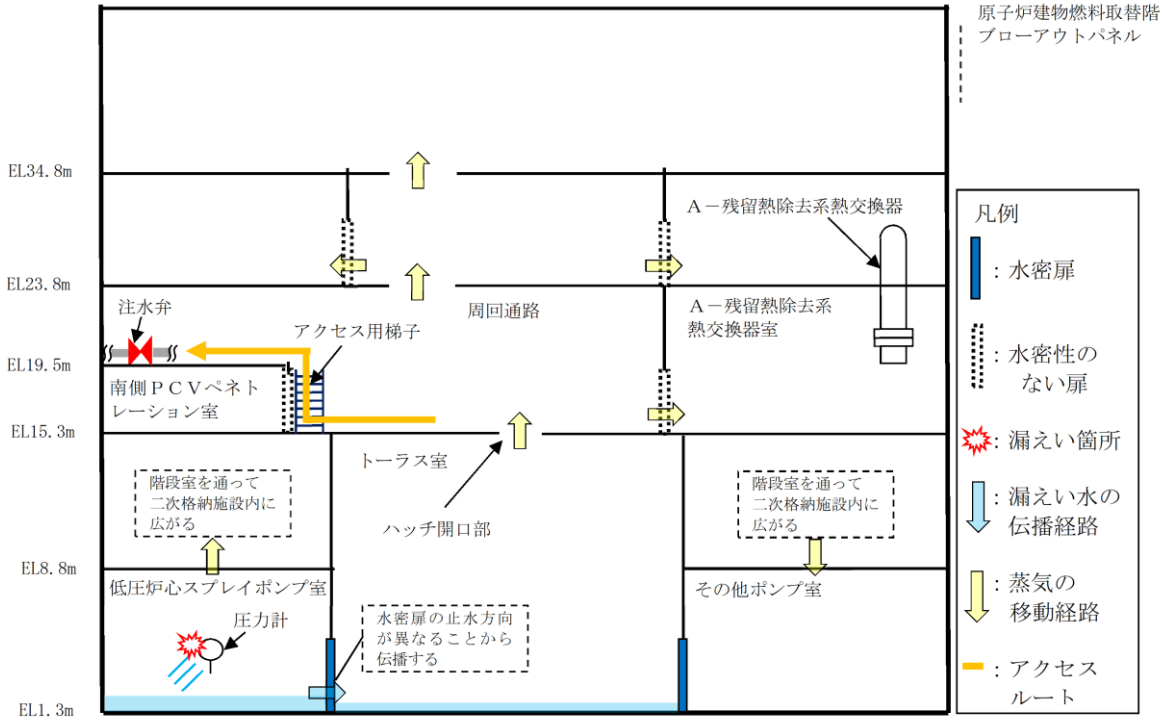 原子炉建物燃料取替階
ブローアウトパネル
EL34.8m
A－残留熱除去系熱交換器
EL23.8m
注水弁
アクセス用梯子
周回通路
A－残留熱除去系
熱交換器室
EL19.5m
南側PCVペネト
レーション室
EL15.3m
トーラス室
階段室を通って
二次格納施設内に
広がる
ハッチ開口部
階段室を通って
二次格納施設内に
広がる
EL8.8m
低圧炉心スプレイポンプ室
その他ポンプ室
圧力計
水密扉の止水方向
が異なることから
伝播する
EL1.3m
凡例
：水密扉
：水密性の
ない扉
：漏えい箇所
：漏えい水の
伝播経路
：蒸気の
移動経路
：アクセス
ルート